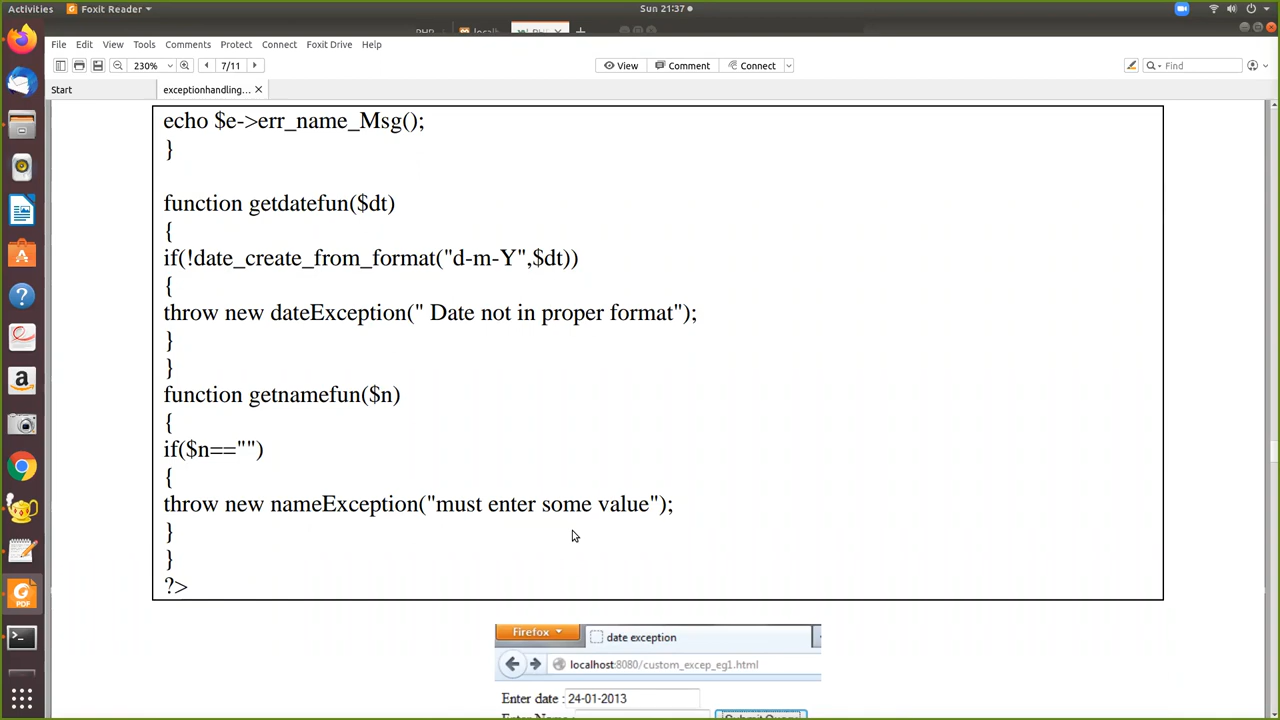 Activities
Foxit Reader
Sun 21:37
File Edit View Tools Comments Protect Connect Foxit Drive Help
230% 7/11 View Comment Connect Find
Start exceptionhandling...
echo $e->err_name_Msg();
}
function getdatefun($dt)
{
if(!date_create_from_format("d-m-Y",$dt))
{
throw new dateException(" Date not in proper format");
}
}
function getnamefun($n)
{
if($n=="")
{
throw new nameException("must enter some value");
}
}
?>
Firefox date exception
localhost:8080/custom_excep_eg1.html
Enter date : 24-01-2013